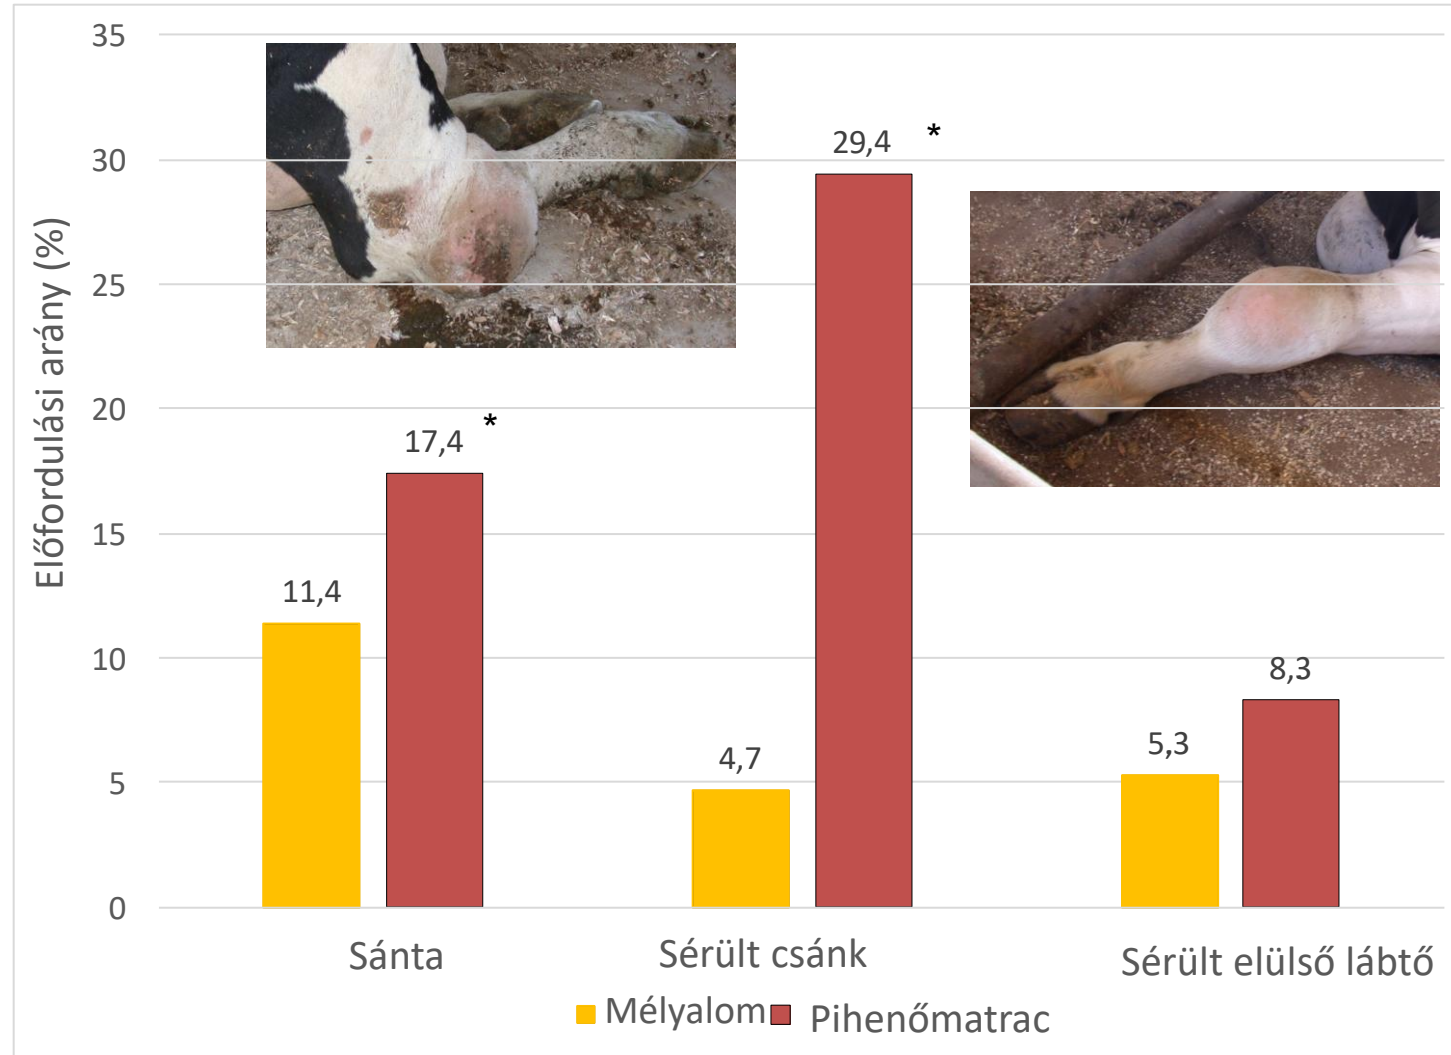 35
30
25
20
15
10
5
0
Előfordulási arány (%)
11,4
17,4 *
4,7
29,4 *
5,3
8,3
Sánta
Sérült csánk
Sérült elülső lábtő
Mélyalom
Pihenőmatrac